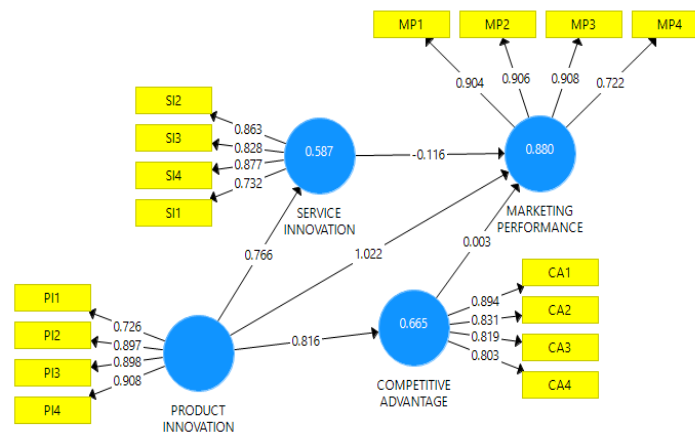 MP1
MP2
MP3
MP4
0.904
0.906
0.908
0.722
SI2
SI3
SI4
SI1
0.863
0.828
0.877
0.732
0.587
SERVICE
INNOVATION
-0.116
0.880
MARKETING
PERFORMANCE
0.766
1.022
0.003
PI1
PI2
PI3
PI4
0.726
0.897
0.898
0.908
PRODUCT
INNOVATION
0.816
0.665
COMPETITIVE
ADVANTAGE
0.894
0.831
0.819
0.803
CA1
CA2
CA3
CA4